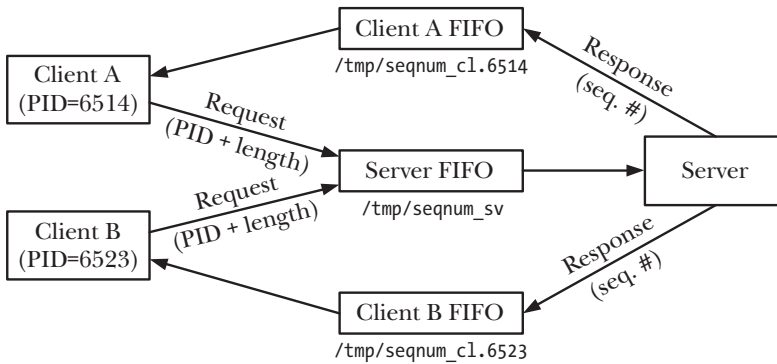 Client A FIFO
/tmp/seqnum_cl.6514
Client A
(PID=6514)
Response
(seq. #)
Request
(PID + length)
Server FIFO
/tmp/seqnum_sv
Server
Request
(PID + length)
Client B
(PID=6523)
Response
(seq. #)
Client B FIFO
/tmp/seqnum_cl.6523